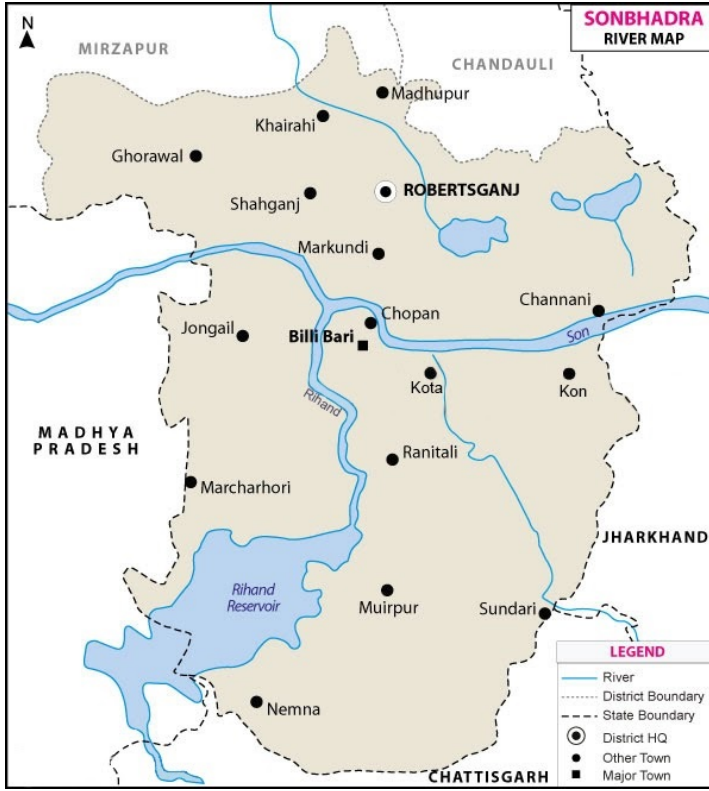 SONBHADRA
RIVER MAP
N
MIRZAPUR
CHANDAULI
Madhupur
Khairahi
Ghorawal
ROBERTSGANJ
Shahganj
Markundi
Channani
Chopan
Jongail
Billi Bari
Son
Kota
Kon
Rihand
MADHYA
PRADESH
Ranitali
Marcharhori
JHARKHAND
Rihand
Reservoir
Muirpur
Sundari
Nemna
CHATTISGARH
LEGEND
River
District Boundary
State Boundary
District HQ
Other Town
Major Town